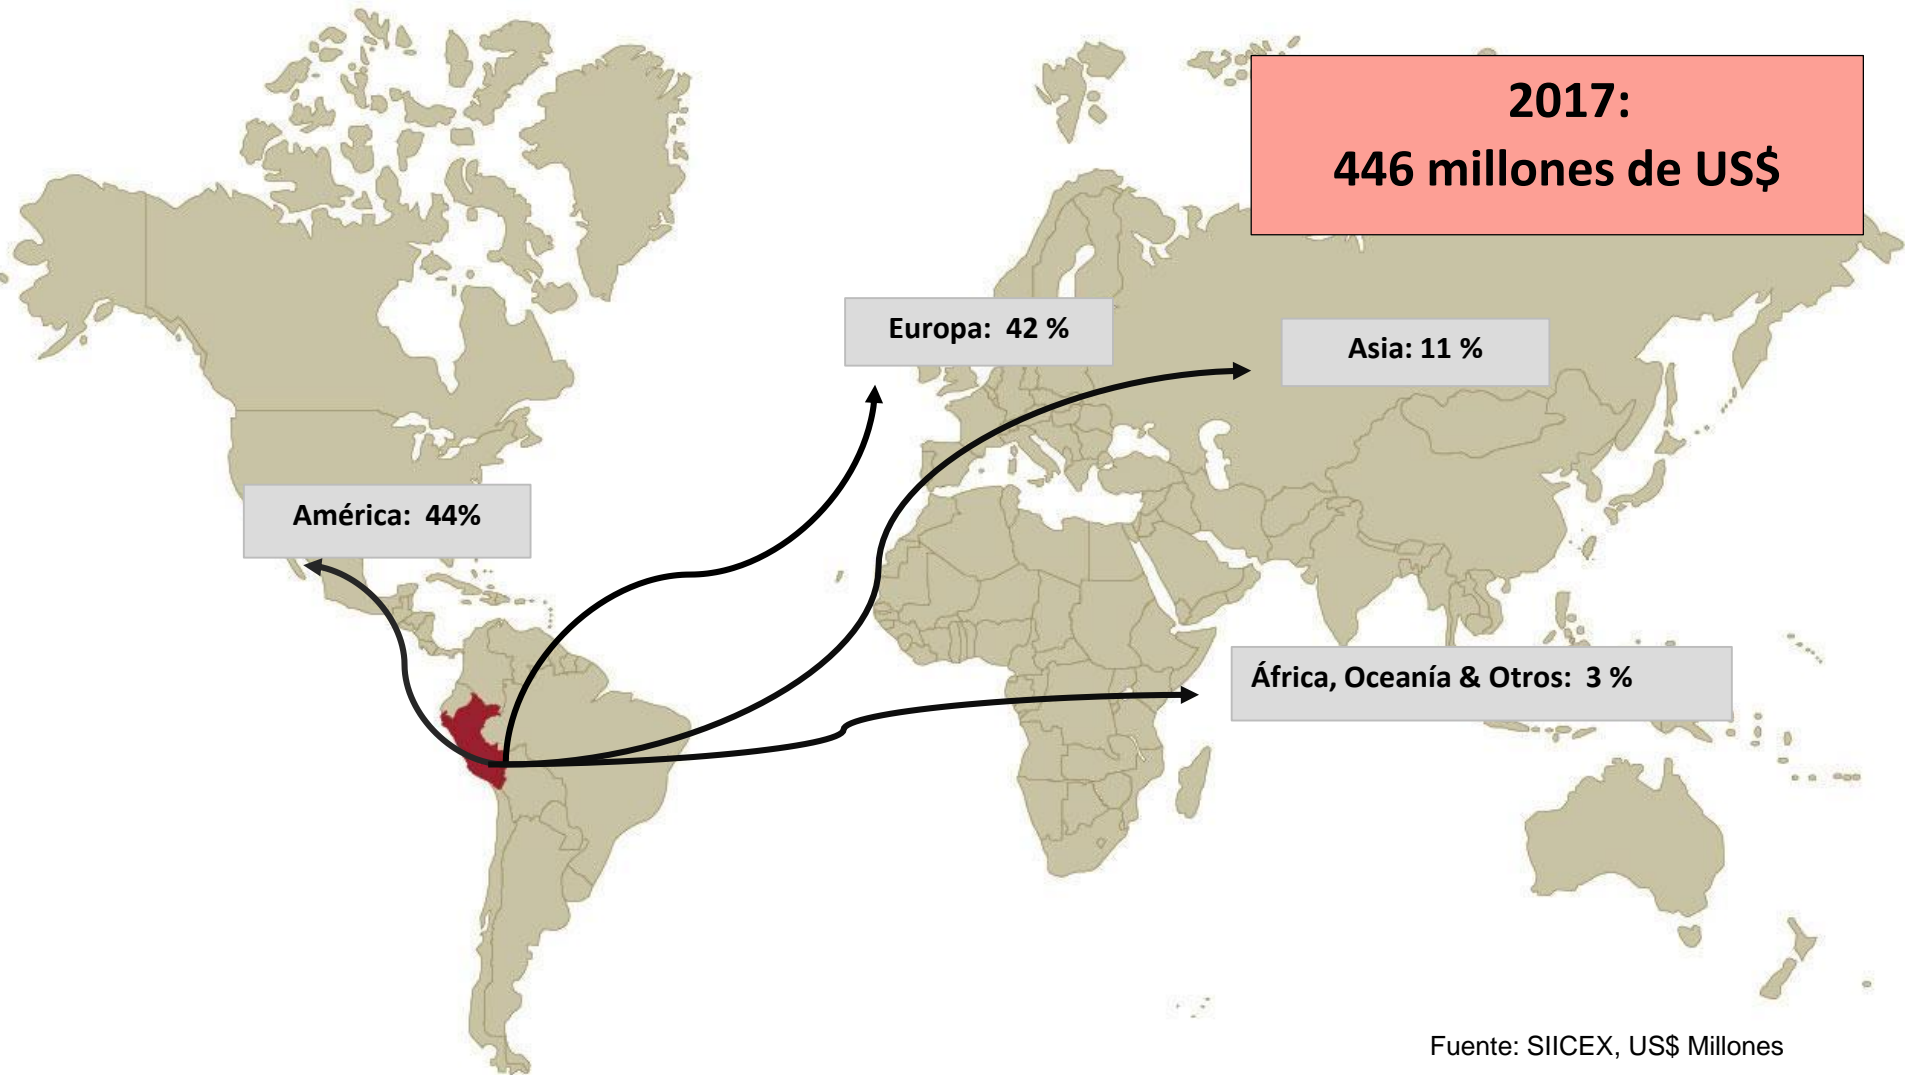 2017:
446 millones de US$
Europa: 42 %
Asia: 11 %
América: 44%
África, Oceanía & Otros: 3 %
Fuente: SIICEX, US$ Millones